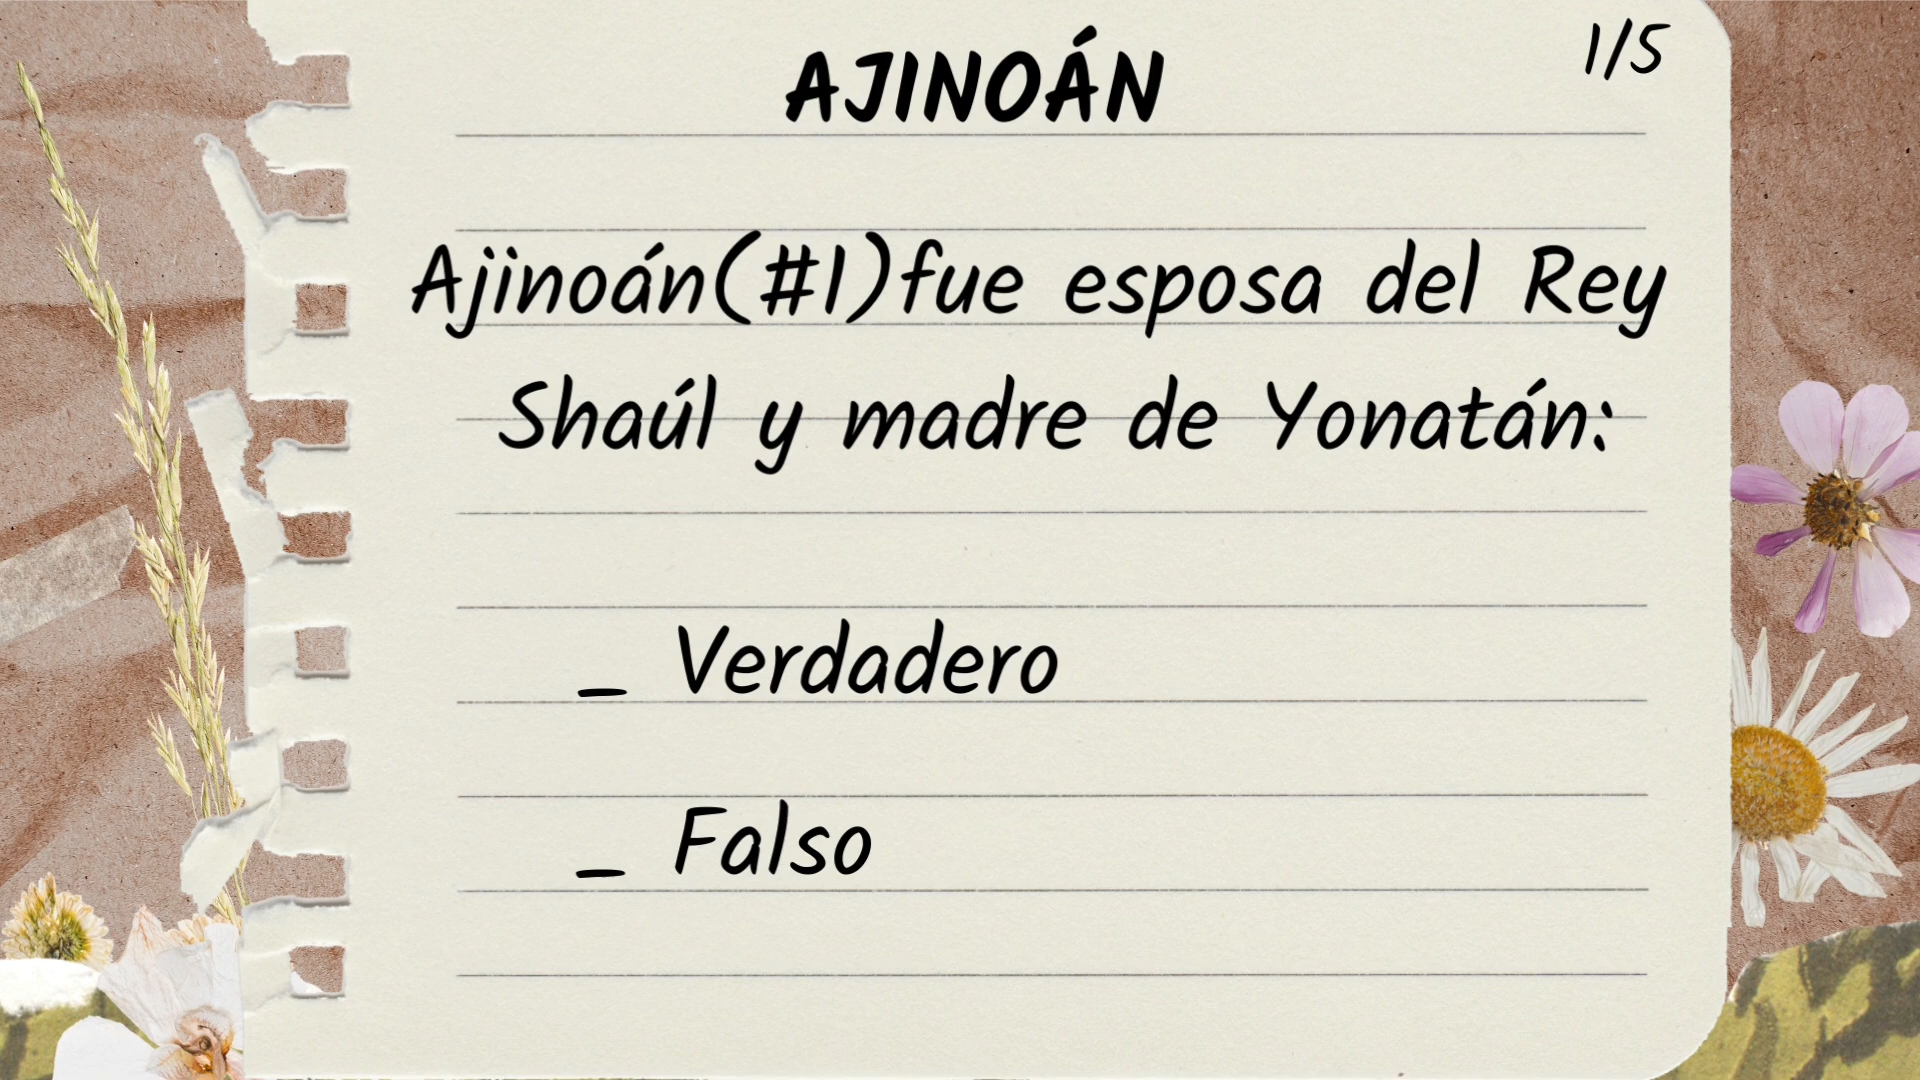 AJINOÁN
1/5
Ajinoán(#1)fue esposa del Rey
Shaúl y madre de Yonatán:
_ Verdadero
_ Falso